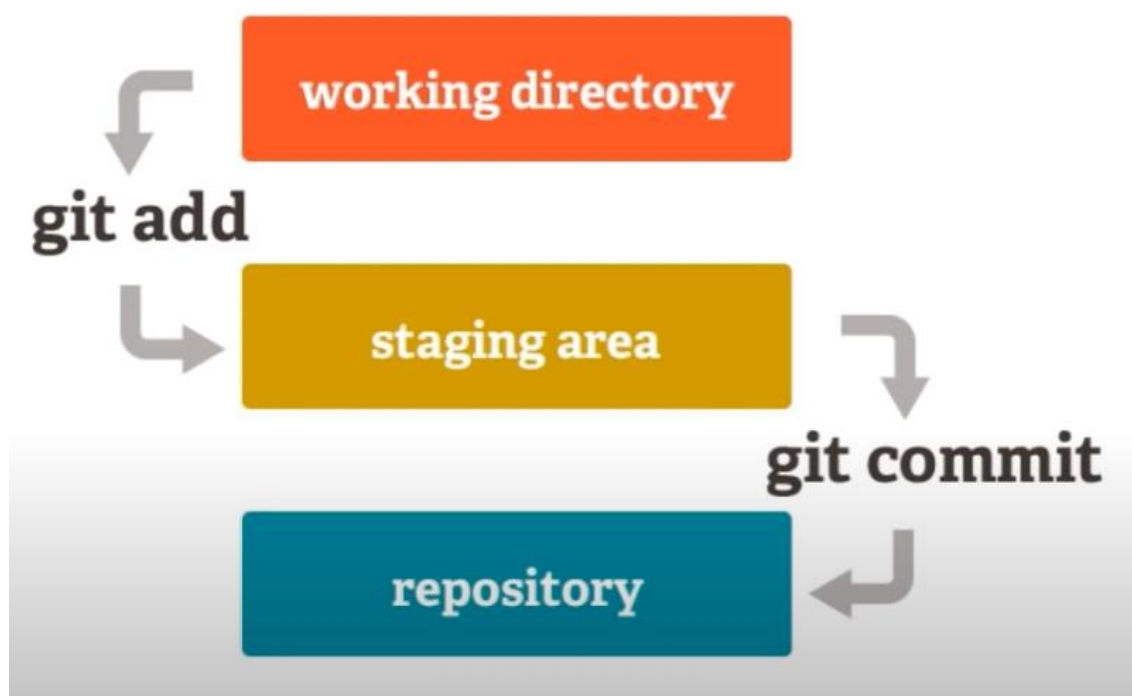 working directory
git add
staging area
git commit
repository